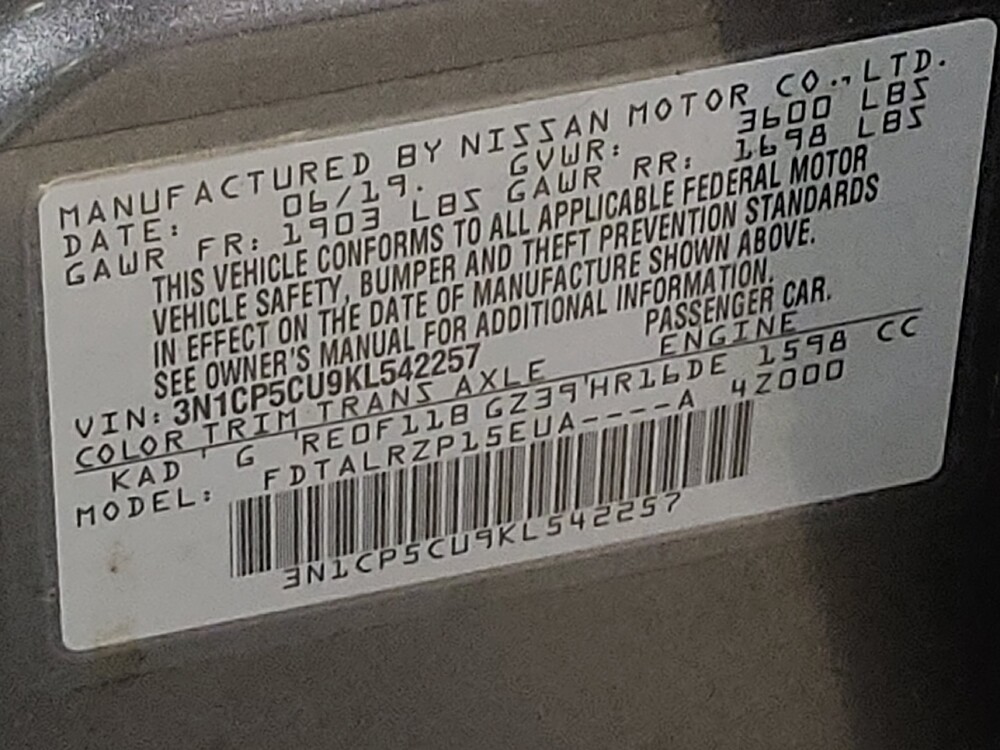 MANUFACTURED BY NISSAN MOTOR CO., LTD.
DATE: 06/19. GVWR: 3600 LBS
GAWR FR: 1903 LBS GAWR RR: 1698 LBS
THIS VEHICLE CONFORMS TO ALL APPLICABLE FEDERAL MOTOR
VEHICLE SAFETY, BUMPER AND THEFT PREVENTION STANDARDS
IN EFFECT ON THE DATE OF MANUFACTURE SHOWN ABOVE.
SEE OWNER'S MANUAL FOR ADDITIONAL INFORMATION.
VIN: 3N1CP5CU9KL542257 PASSENGER CAR.
COLOR TRIM TRANS AXLE ENGINE
KAD ' G 'RE0F11B GZ39'HR16DE 1598 CC
MODEL: FDTALRZP15EUA----A 4Z000
3N1CP5CU9KL542257